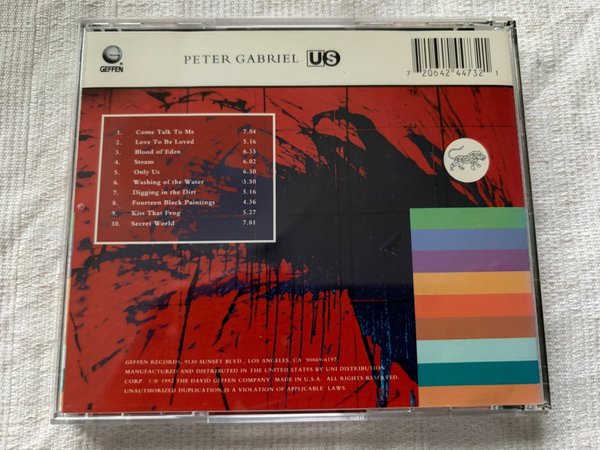 GEFFEN
PETER GABRIEL US
7 20642 44732 1
1. Come Talk To Me 7.04
2. Love To Be Loved 5.16
3. Blood of Eden 6.35
4. Steam 6.02
5. Only Us 6.30
6. Washing of the Water 3.50
7. Digging in the Dirt 5.16
8. Fourteen Black Paintings 4.36
9. Kiss That Frog 5.27
10. Secret World 7.01
GEFFEN RECORDS, 9130 SUNSET BLVD., LOS ANGELES, CA 90069-6197
MANUFACTURED AND DISTRIBUTED IN THE UNITED STATES BY UNI DISTRIBUTION
CORP. ℗© 1992 THE DAVID GEFFEN COMPANY MADE IN U.S.A. ALL RIGHTS RESERVED.
UNAUTHORIZED DUPLICATION IS A VIOLATION OF APPLICABLE LAWS.